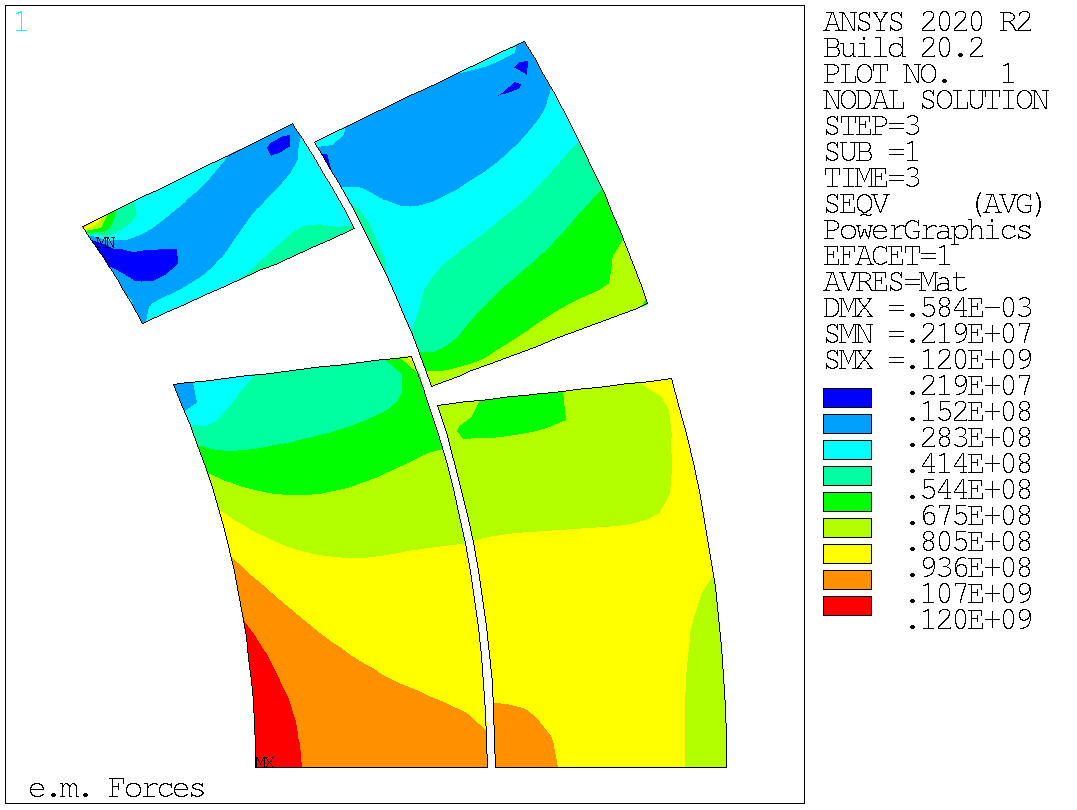 1
ANSYS 2020 R2
Build 20.2
PLOT NO. 1
NODAL SOLUTION
STEP=3
SUB =1
TIME=3
SEQV (AVG)
PowerGraphics
EFACET=1
AVRES=Mat
DMX =.584E-03
SMN =.219E+07
SMX =.120E+09
.219E+07
.152E+08
.283E+08
.414E+08
.544E+08
.675E+08
.805E+08
.936E+08
.107E+09
.120E+09
MN
MX
e.m. Forces